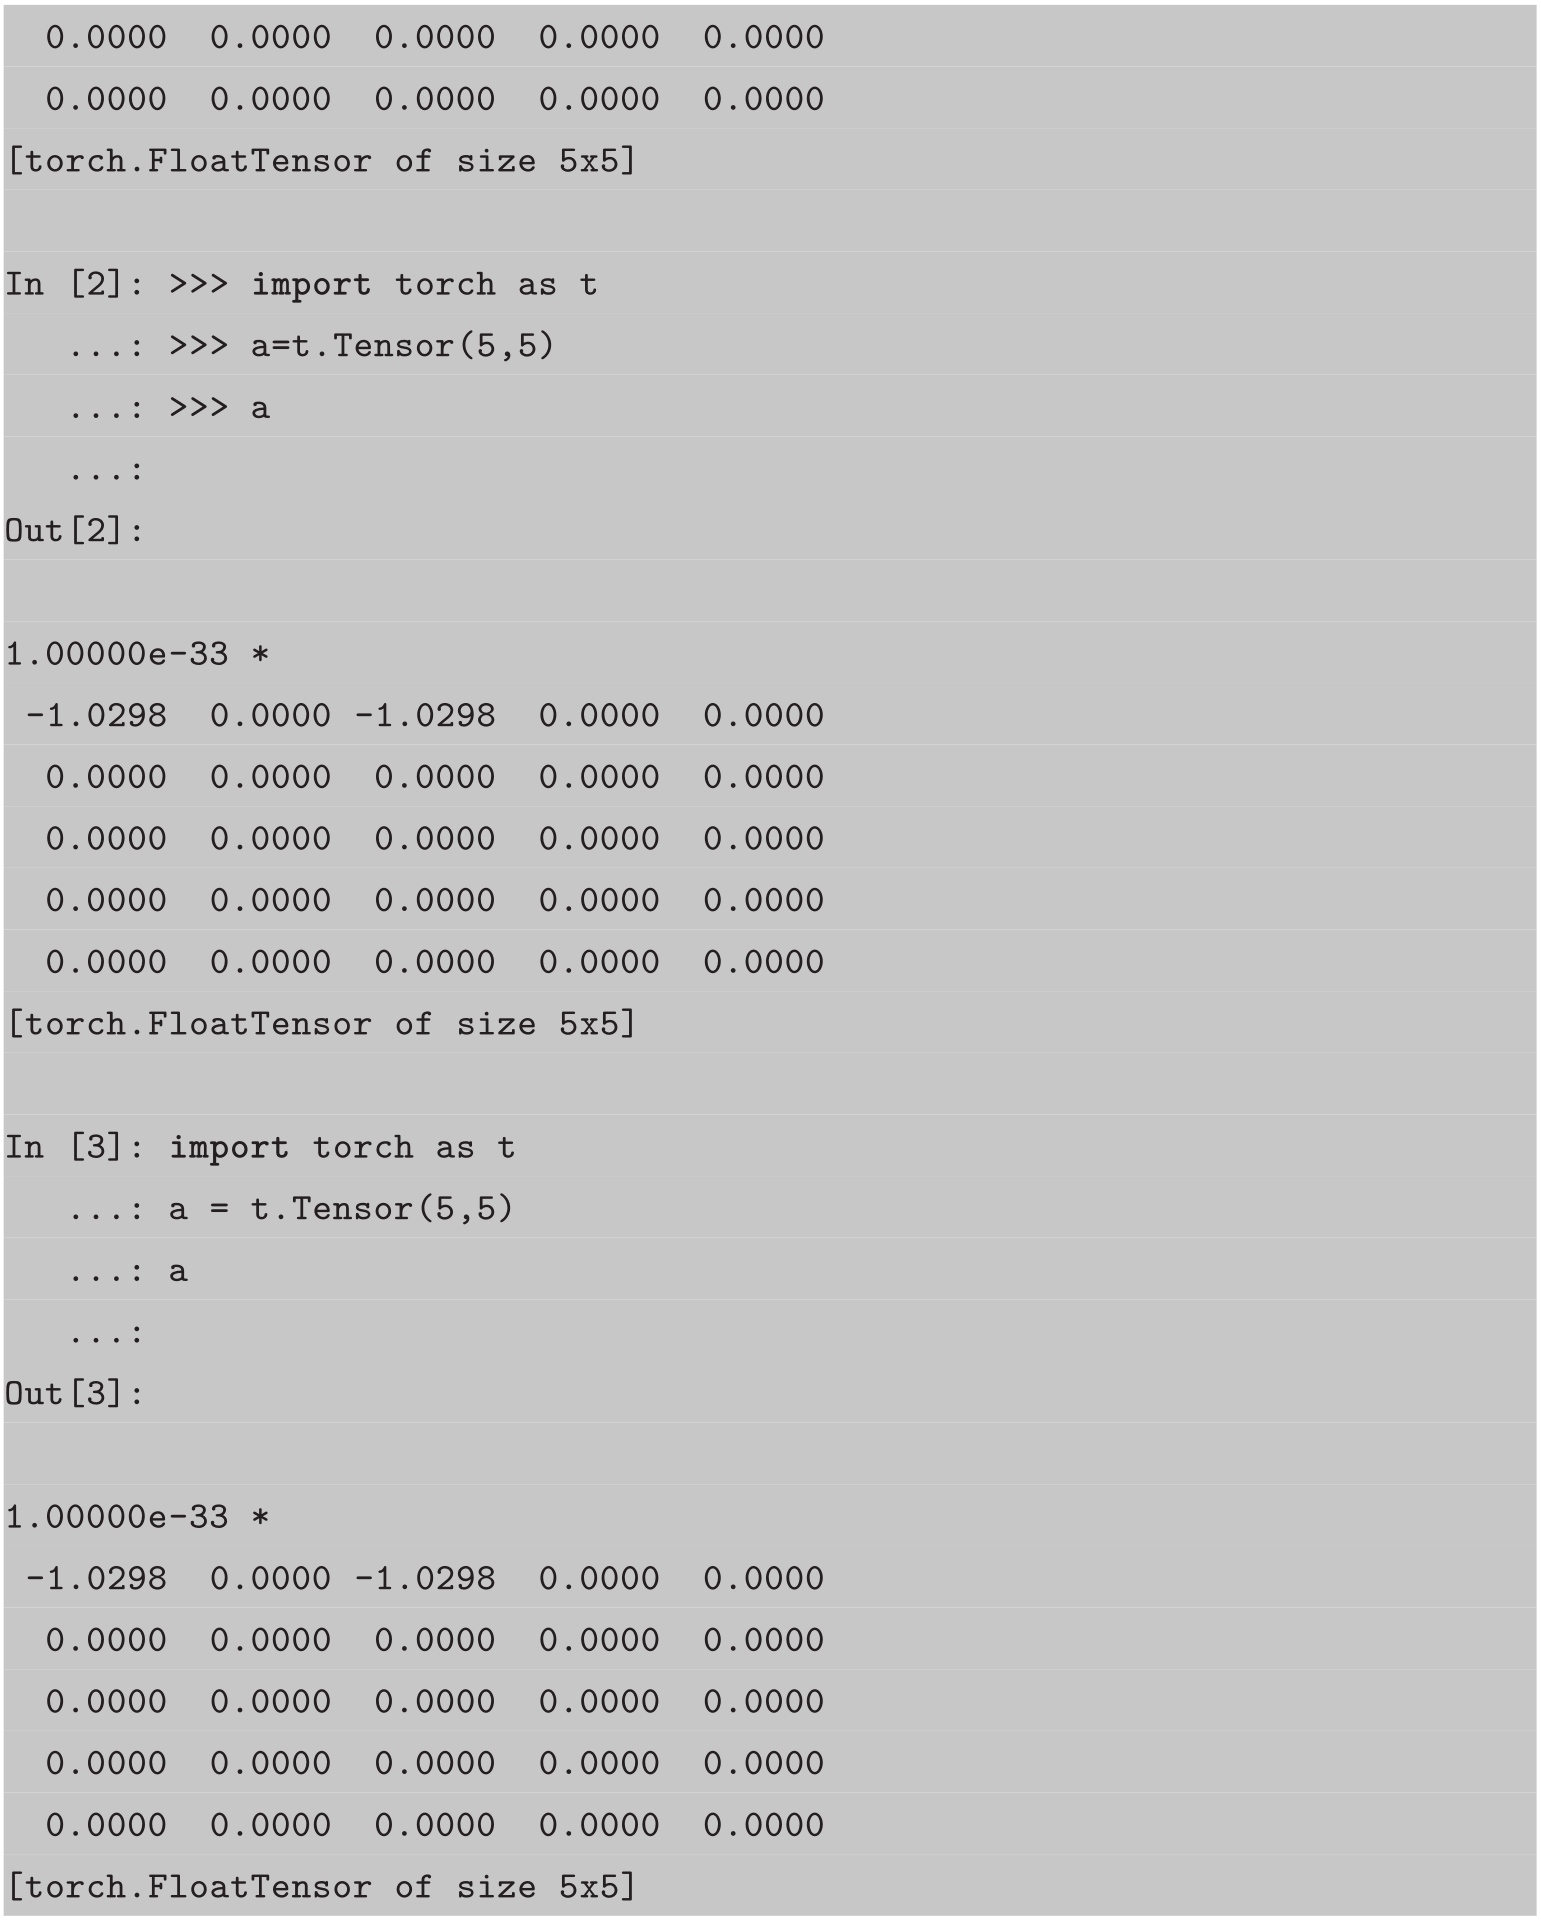 0.0000 0.0000 0.0000 0.0000 0.0000
0.0000 0.0000 0.0000 0.0000 0.0000
[torch.FloatTensor of size 5x5]
In [2]: >>> import torch as t
...: >>> a=t.Tensor(5,5)
...: >>> a
...:
Out[2]:
1.00000e-33 *
-1.0298 0.0000 -1.0298 0.0000 0.0000
0.0000 0.0000 0.0000 0.0000 0.0000
0.0000 0.0000 0.0000 0.0000 0.0000
0.0000 0.0000 0.0000 0.0000 0.0000
0.0000 0.0000 0.0000 0.0000 0.0000
[torch.FloatTensor of size 5x5]
In [3]: import torch as t
...: a = t.Tensor(5,5)
...: a
...:
Out[3]:
1.00000e-33 *
-1.0298 0.0000 -1.0298 0.0000 0.0000
0.0000 0.0000 0.0000 0.0000 0.0000
0.0000 0.0000 0.0000 0.0000 0.0000
0.0000 0.0000 0.0000 0.0000 0.0000
0.0000 0.0000 0.0000 0.0000 0.0000
[torch.FloatTensor of size 5x5]